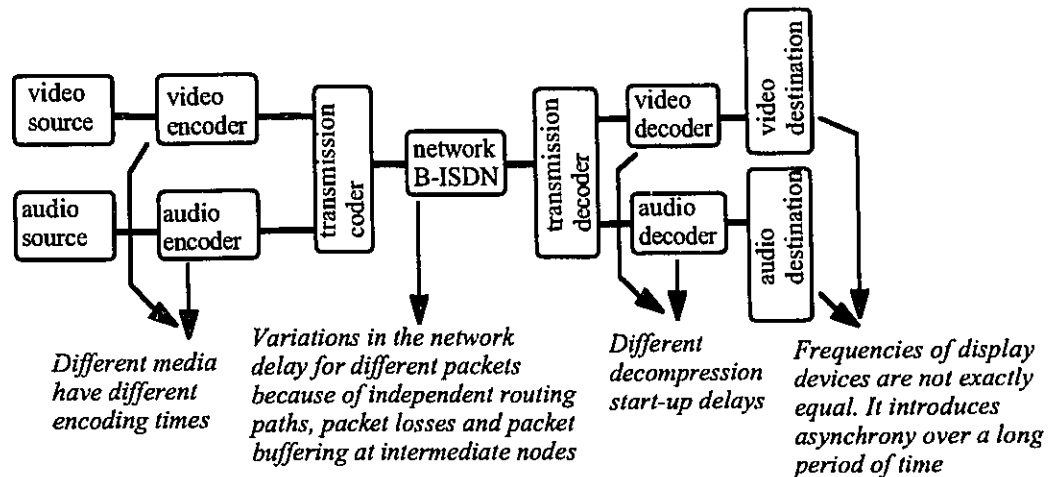 video
source
video
encoder
transmission
coder
network
B-ISDN
transmission
decoder
video
decoder
video
destination
audio
source
audio
encoder
audio
decoder
audio
destination
Different media
have different
encoding times
Variations in the network
delay for different packets
because of independent routing
paths, packet losses and packet
buffering at intermediate nodes
Different
decompression
start-up delays
Frequencies of display
devices are not exactly
equal. It introduces
asynchrony over a long
period of time